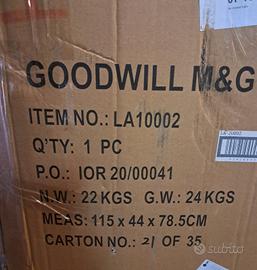 GOODWILL M&G
ITEM NO.: LA10002
Q'TY: 1 PC
P.O.: IOR 20/00041
N.W.: 22 KGS G.W.: 24 KGS
MEAS: 115 x 44 x 78.5CM
CARTON NO.: 21 OF 35
subito